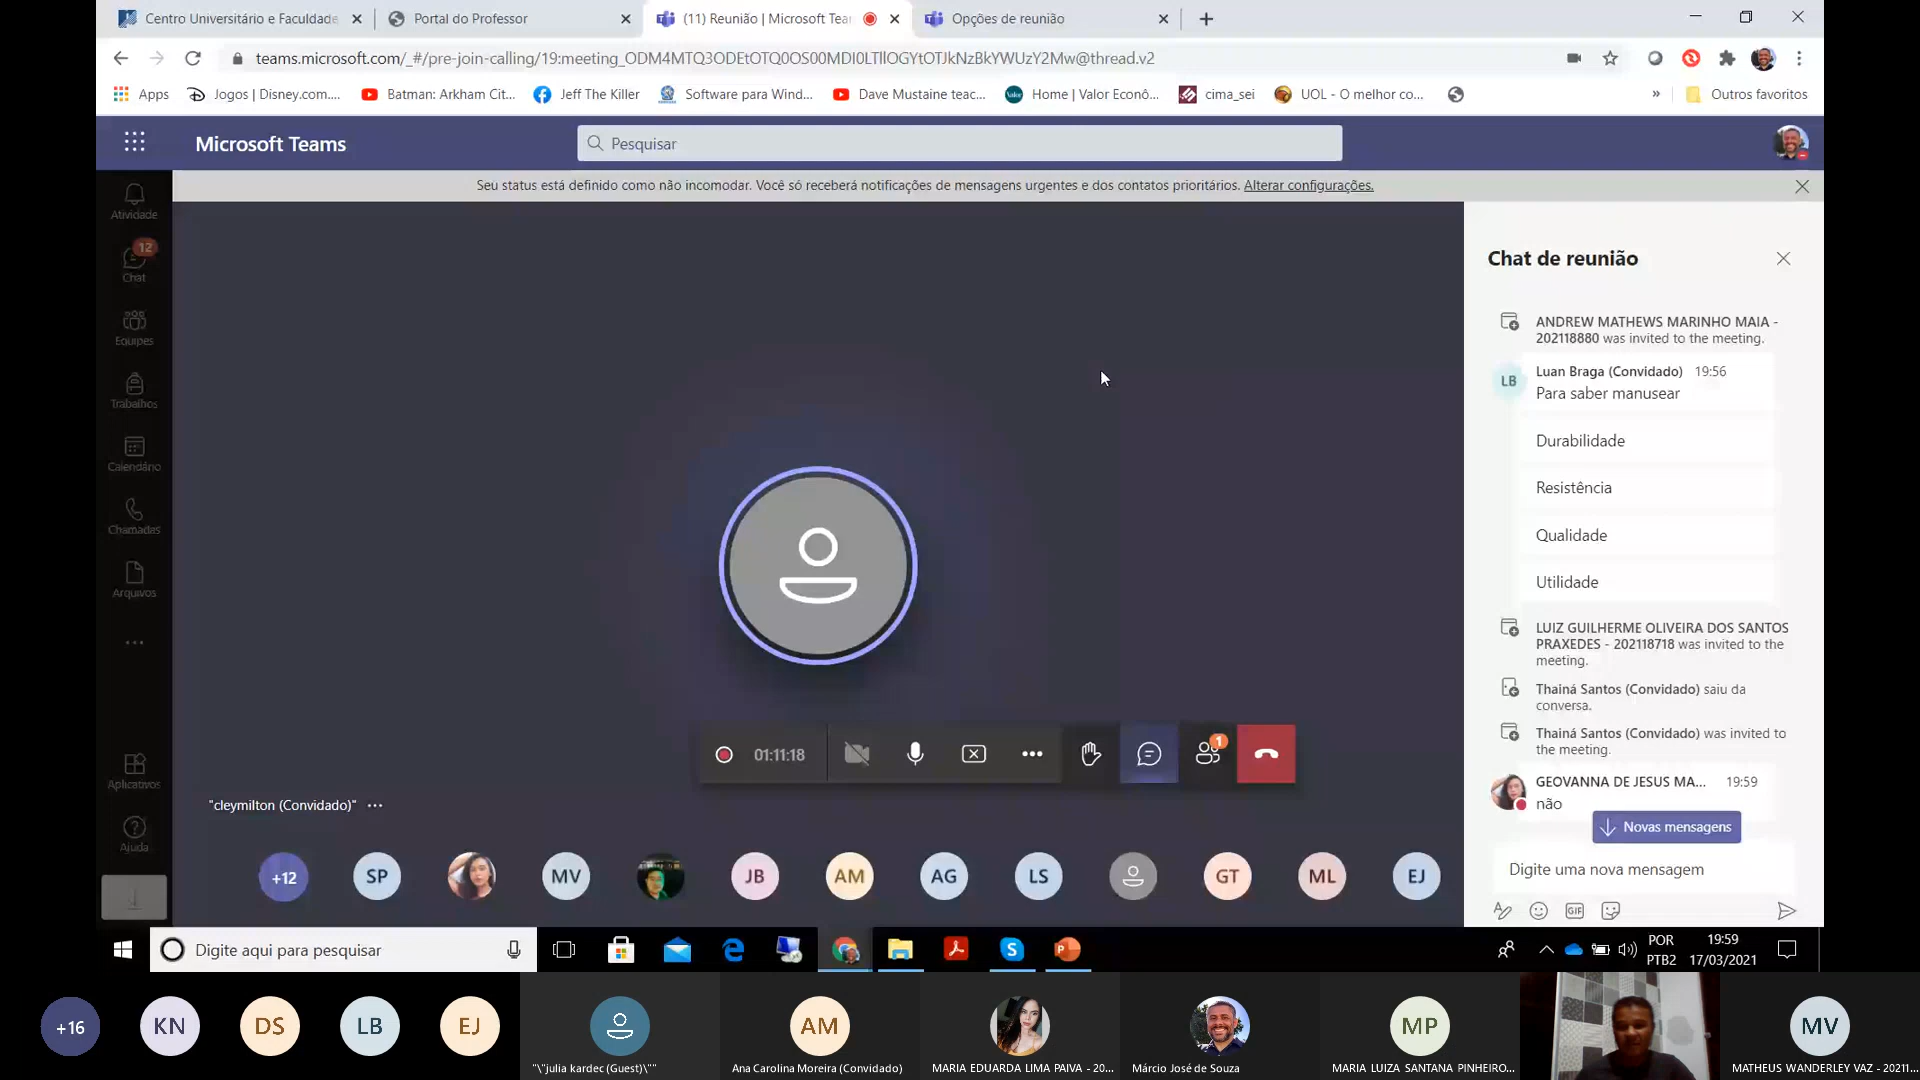 Centro Universitário e Faculdade
Portal do Professor
(11) Reunião | Microsoft Tea
Opções de reunião
teams.microsoft.com/_#/pre-join-calling/19:meeting_ODM4MTQ3ODEtOTQ0OS00MDI0LTllOGYtOTJkNzBkYWUzY2Mw@thread.v2
Apps
Jogos | Disney.com....
Batman: Arkham Cit...
Jeff The Killer
Software para Wind...
Dave Mustaine teac...
Home | Valor Econô...
cima_sei
UOL - O melhor co...
»
Outros favoritos
Microsoft Teams
Pesquisar
Seu status está definido como não incomodar. Você só receberá notificações de mensagens urgentes e dos contatos prioritários. Alterar configurações.
Atividade
12
Chat
Equipes
Trabalhos
Calendário
Chamadas
Arquivos
Aplicativos
Ajuda
01:11:18
1
"cleymilton (Convidado)"
+12
SP
MV
JB
AM
AG
LS
GT
ML
EJ
Chat de reunião
ANDREW MATHEWS MARINHO MAIA -
202118880 was invited to the meeting.
LB
Luan Braga (Convidado) 19:56
Para saber manusear
Durabilidade
Resistência
Qualidade
Utilidade
LUIZ GUILHERME OLIVEIRA DOS SANTOS
PRAXEDES - 202118718 was invited to the
meeting.
Thainá Santos (Convidado) saiu da
conversa.
Thainá Santos (Convidado) was invited to
the meeting.
GEOVANNA DE JESUS MA... 19:59
não
Novas mensagens
Digite uma nova mensagem
GIF
Digite aqui para pesquisar
POR
PTB2
19:59
17/03/2021
+16
KN
DS
LB
EJ
"\"julia kardec (Guest)\""
AM
Ana Carolina Moreira (Convidado)
MARIA EDUARDA LIMA PAIVA - 20...
Márcio José de Souza
MP
MARIA LUIZA SANTANA PINHEIRO...
MV
MATHEUS WANDERLEY VAZ - 20211...